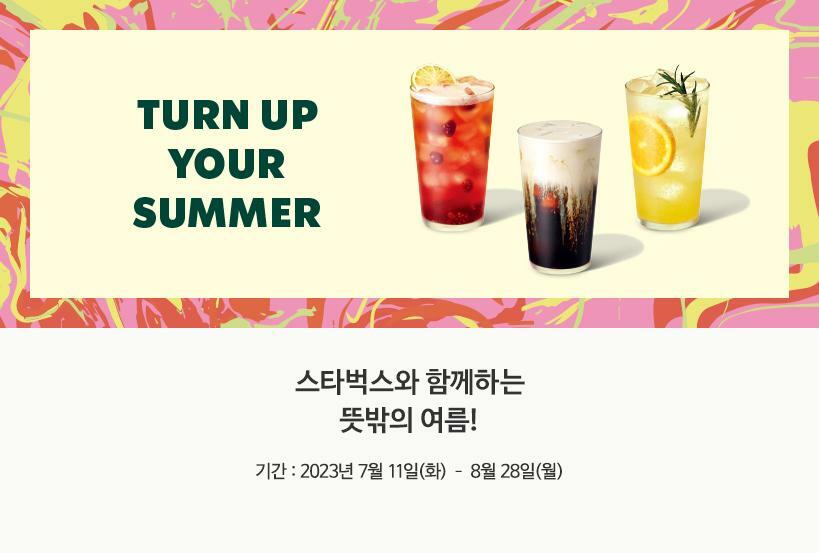 TURN UP
YOUR
SUMMER
스타벅스와 함께하는
뜻밖의 여름!
기간 : 2023년 7월 11일(화) - 8월 28일(월)